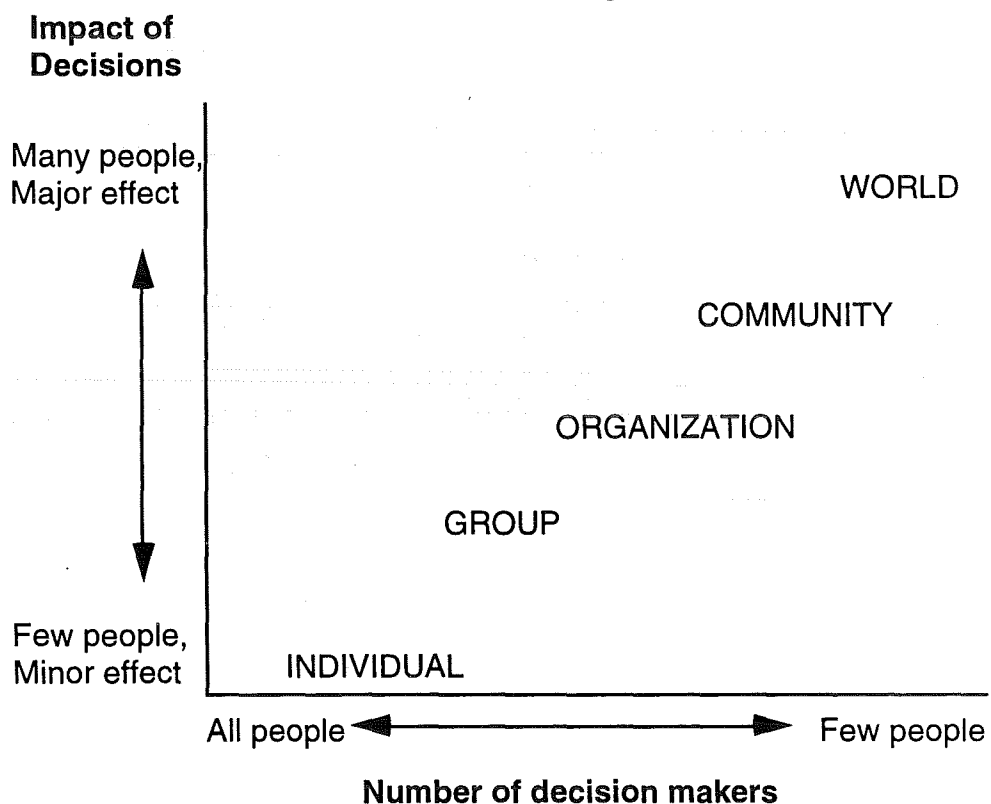 Impact of
Decisions
Many people,
Major effect
WORLD
COMMUNITY
ORGANIZATION
GROUP
Few people,
Minor effect
INDIVIDUAL
All people
Few people
Number of decision makers